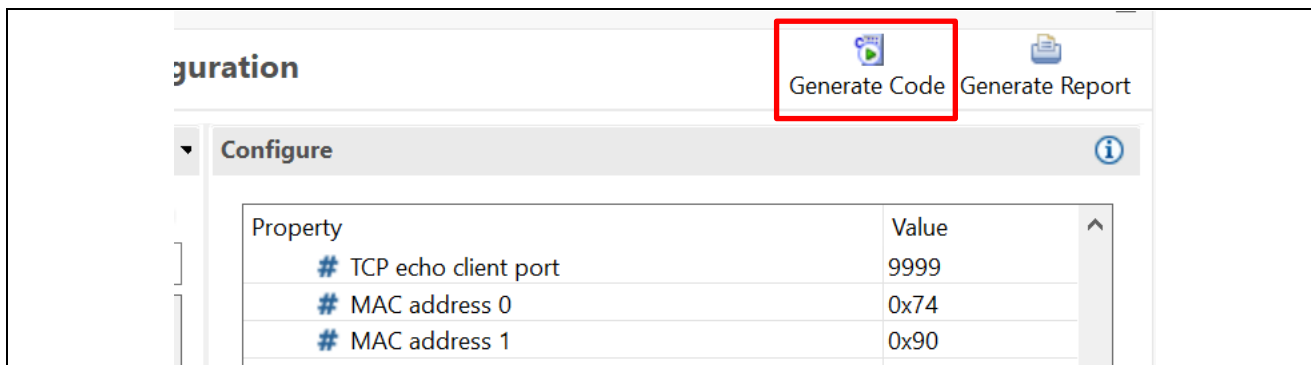 guration
Generate Code Generate Report
Configure
Property Value
# TCP echo client port 9999
# MAC address 0 0x74
# MAC address 1 0x90